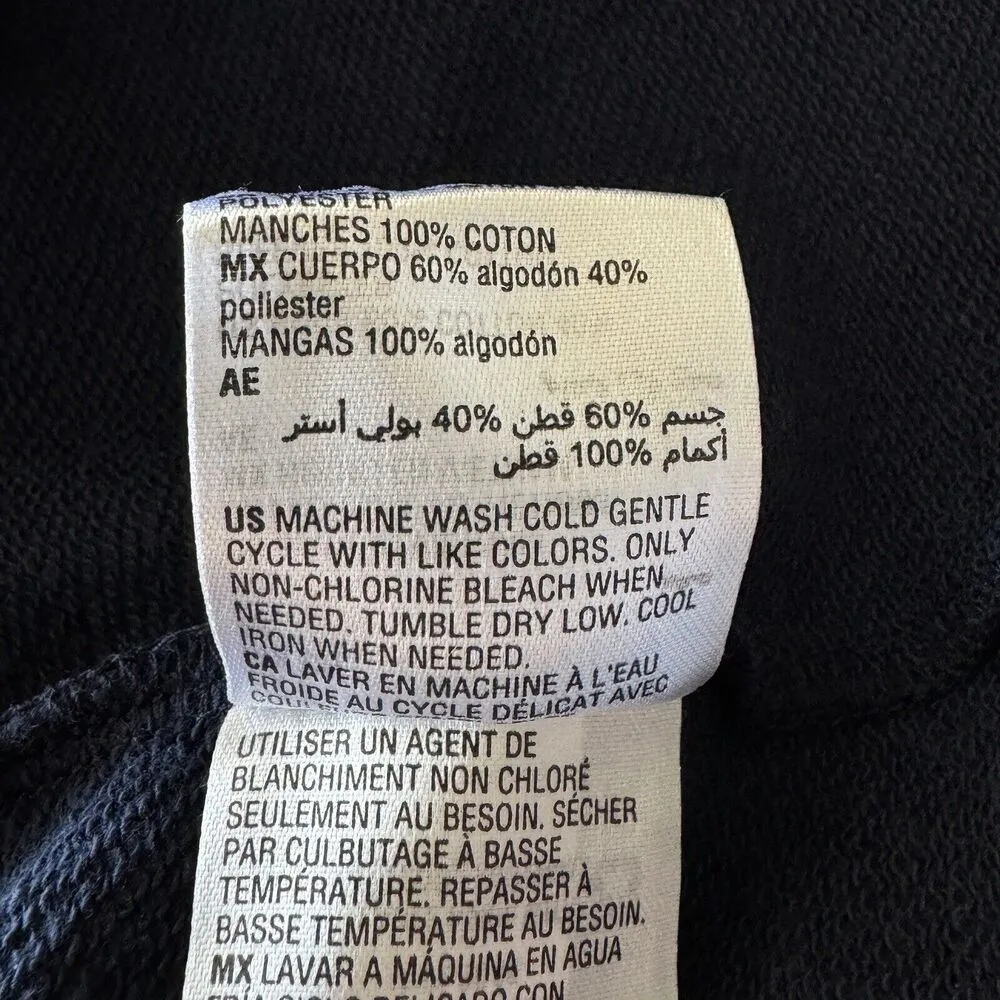 POLYESTER
MANCHES 100% COTON
MX CUERPO 60% algodón 40%
poliester
MANGAS 100% algodón
AE
جسم 60% قطن 40% بولي أستر
أكمام 100% قطن
US MACHINE WASH COLD GENTLE
CYCLE WITH LIKE COLORS. ONLY
NON-CHLORINE BLEACH WHEN
NEEDED. TUMBLE DRY LOW. COOL
IRON WHEN NEEDED.
CA LAVER EN MACHINE À L'EAU
FROIDE AU CYCLE DÉLICAT AVEC
UTILISER UN AGENT DE
BLANCHIMENT NON CHLORÉ
SEULEMENT AU BESOIN. SÉCHER
PAR CULBUTAGE À BASSE
TEMPÉRATURE. REPASSER À
BASSE TEMPÉRATURE AU BESOIN.
MX LAVAR A MÁQUINA EN AGUA
DELICADO CON